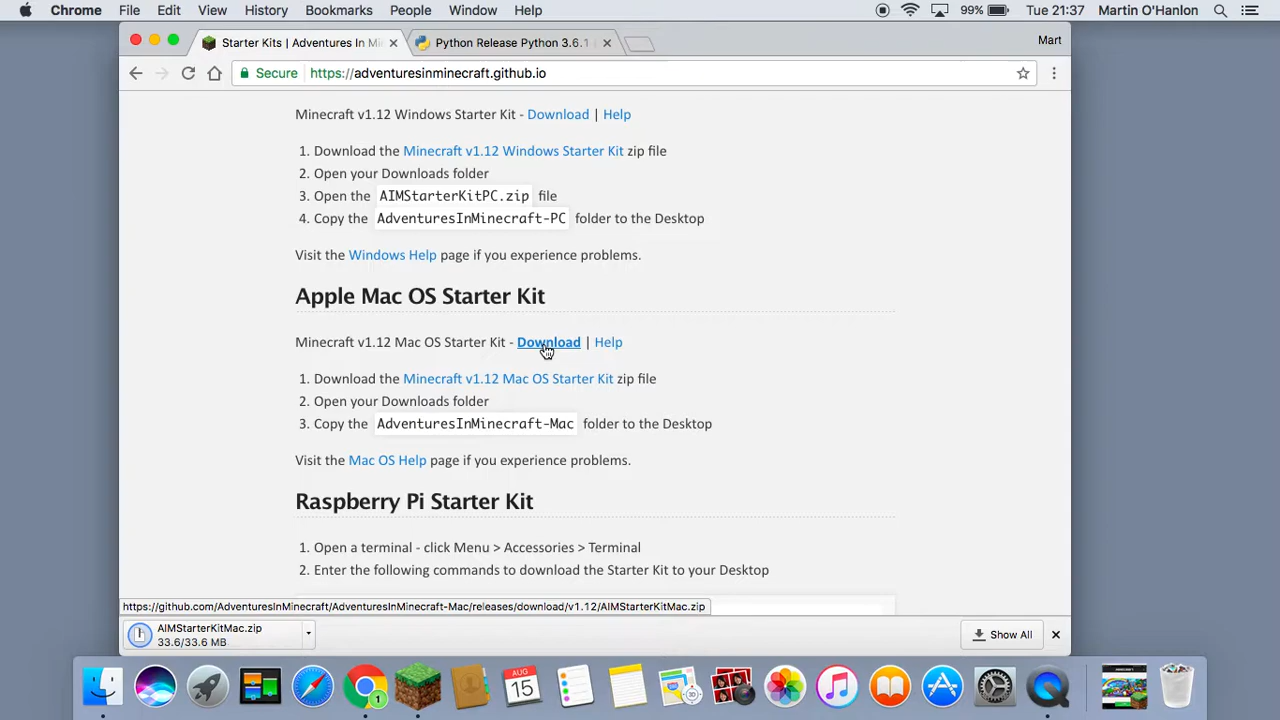 Chrome File Edit View History Bookmarks People Window Help 99% Tue 21:37 Martin O'Hanlon
Starter Kits | Adventures In Mi
Python Release Python 3.6.1
Mart
Secure https://adventuresinminecraft.github.io
Minecraft v1.12 Windows Starter Kit - Download | Help
1. Download the Minecraft v1.12 Windows Starter Kit zip file
2. Open your Downloads folder
3. Open the AIMStarterKitPC.zip file
4. Copy the AdventuresInMinecraft-PC folder to the Desktop
Visit the Windows Help page if you experience problems.
Apple Mac OS Starter Kit
Minecraft v1.12 Mac OS Starter Kit - Download | Help
1. Download the Minecraft v1.12 Mac OS Starter Kit zip file
2. Open your Downloads folder
3. Copy the AdventuresInMinecraft-Mac folder to the Desktop
Visit the Mac OS Help page if you experience problems.
Raspberry Pi Starter Kit
1. Open a terminal - click Menu > Accessories > Terminal
2. Enter the following commands to download the Starter Kit to your Desktop
https://github.com/AdventuresInMinecraft/AdventuresInMinecraft-Mac/releases/download/v1.12/AIMStarterKitMac.zip
AIMStarterKitMac.zip
33.6/33.6 MB
Show All
1
AUG
15
30